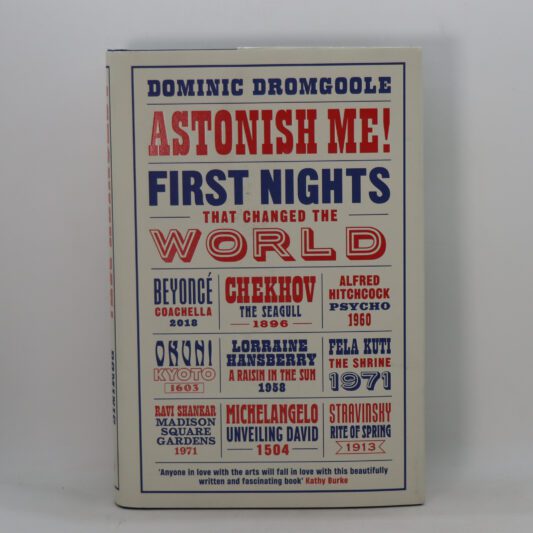 DOMINIC DROMGOOLE
ASTONISH ME!
FIRST NIGHTS
THAT CHANGED THE
WORLD
BEYONCÉ
COACHELLA
2018
CHEKHOV
THE SEAGULL
1896
ALFRED
HITCHCOCK
PSYCHO
1960
OKUNI
KYOTO
1603
LORRAINE
HANSBERRY
A RAISIN IN THE SUN
1958
FELA KUTI
THE SHRINE
1971
RAVI SHANKAR
MADISON
SQUARE
GARDENS
1971
MICHELANGELO
UNVEILING DAVID
1504
STRAVINSKY
RITE OF SPRING
1913
'Anyone in love with the arts will fall in love with this beautifully
written and fascinating book' Kathy Burke